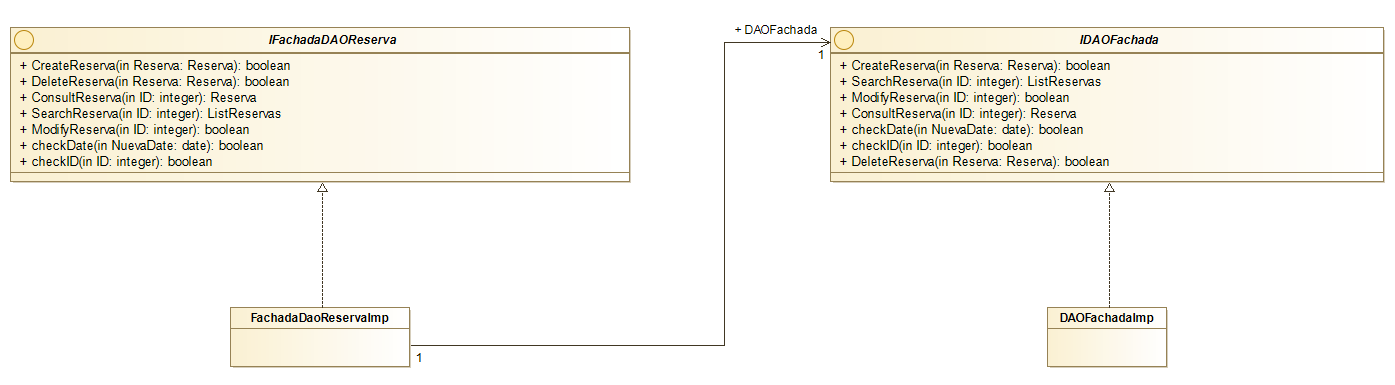 IFachadaDAOReserva
+ CreateReserva(in Reserva: Reserva): boolean
+ DeleteReserva(in Reserva: Reserva): boolean
+ ConsultReserva(in ID: integer): Reserva
+ SearchReserva(in ID: integer): ListReservas
+ ModifyReserva(in ID: integer): boolean
+ checkDate(in NuevaDate: date): boolean
+ checkID(in ID: integer): boolean
+ DAOFachada
1
IDAOFachada
+ CreateReserva(in Reserva: Reserva): boolean
+ SearchReserva(in ID: integer): ListReservas
+ ModifyReserva(in ID: integer): boolean
+ ConsultReserva(in ID: integer): Reserva
+ checkDate(in NuevaDate: date): boolean
+ checkID(in ID: integer): boolean
+ DeleteReserva(in Reserva: Reserva): boolean
FachadaDaoReservaImp
1
DAOFachadaImp